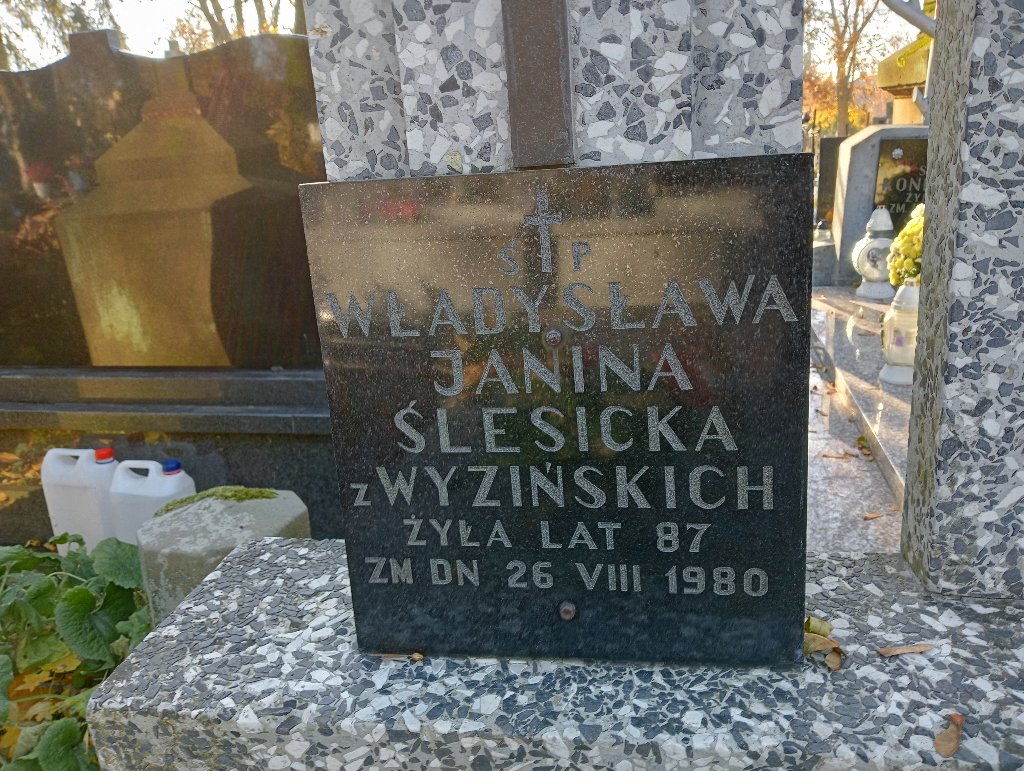 Ś P
WŁADYSŁAWA
JANINA
ŚLESICKA
z WYZIŃSKICH
ŻYŁA LAT 87
ZM DN 26 VIII 1980